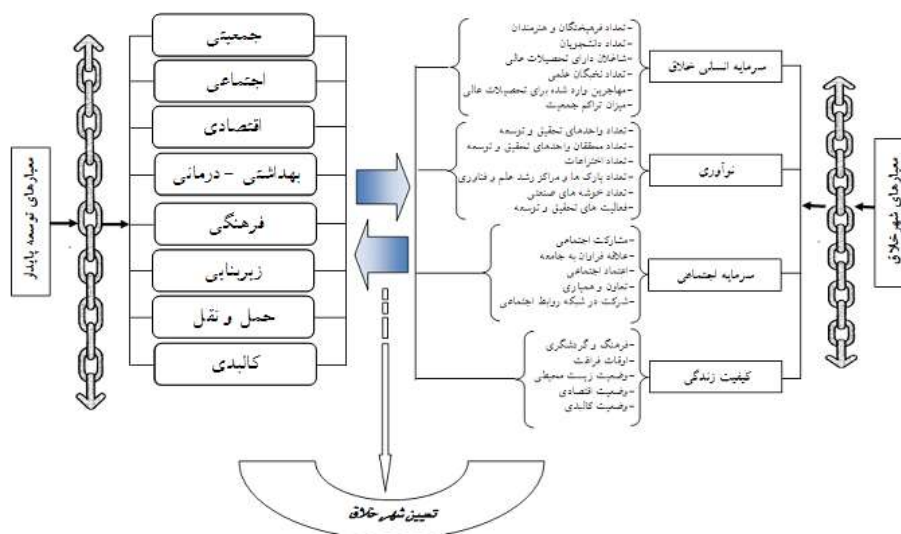 معیارهای شهرخلاق
سرمایه انسانی خلاق
-تعداد فرهیختگان و هنرمندان
-تعداد دانشجویان
-شاغلان دارای تحصیلات عالی
-تعداد نخبگان علمی
-مهاجرین وارد شده برای تحصیلات عالی
-میزان تراکم جمعیت
نوآوری
-تعداد واحدهای تحقیق و توسعه
-تعداد محققان واحدهای تحقیق و توسعه
-تعداد اختراعات
-تعداد پارک ها و مراکز رشد علم و فناوری
-تعداد خوشه های صنعتی
-فعالیت های تحقیق و توسعه
سرمایه اجتماعی
-مشارکت اجتماعی
-علاقه فراوان به جامعه
-اعتماد اجتماعی
-تعاون و همیاری
-شرکت در شبکه روابط اجتماعی
کیفیت زندگی
-فرهنگ و گردشگری
-اوقات فراغت
-وضعیت زیست محیطی
-وضعیت اقتصادی
-وضعیت کالبدی
جمعیتی
اجتماعی
اقتصادی
بهداشتی - درمانی
فرهنگی
زیربنایی
حمل و نقل
کالبدی
معیارهای توسعه پایدار
تعیین شهر خلاق